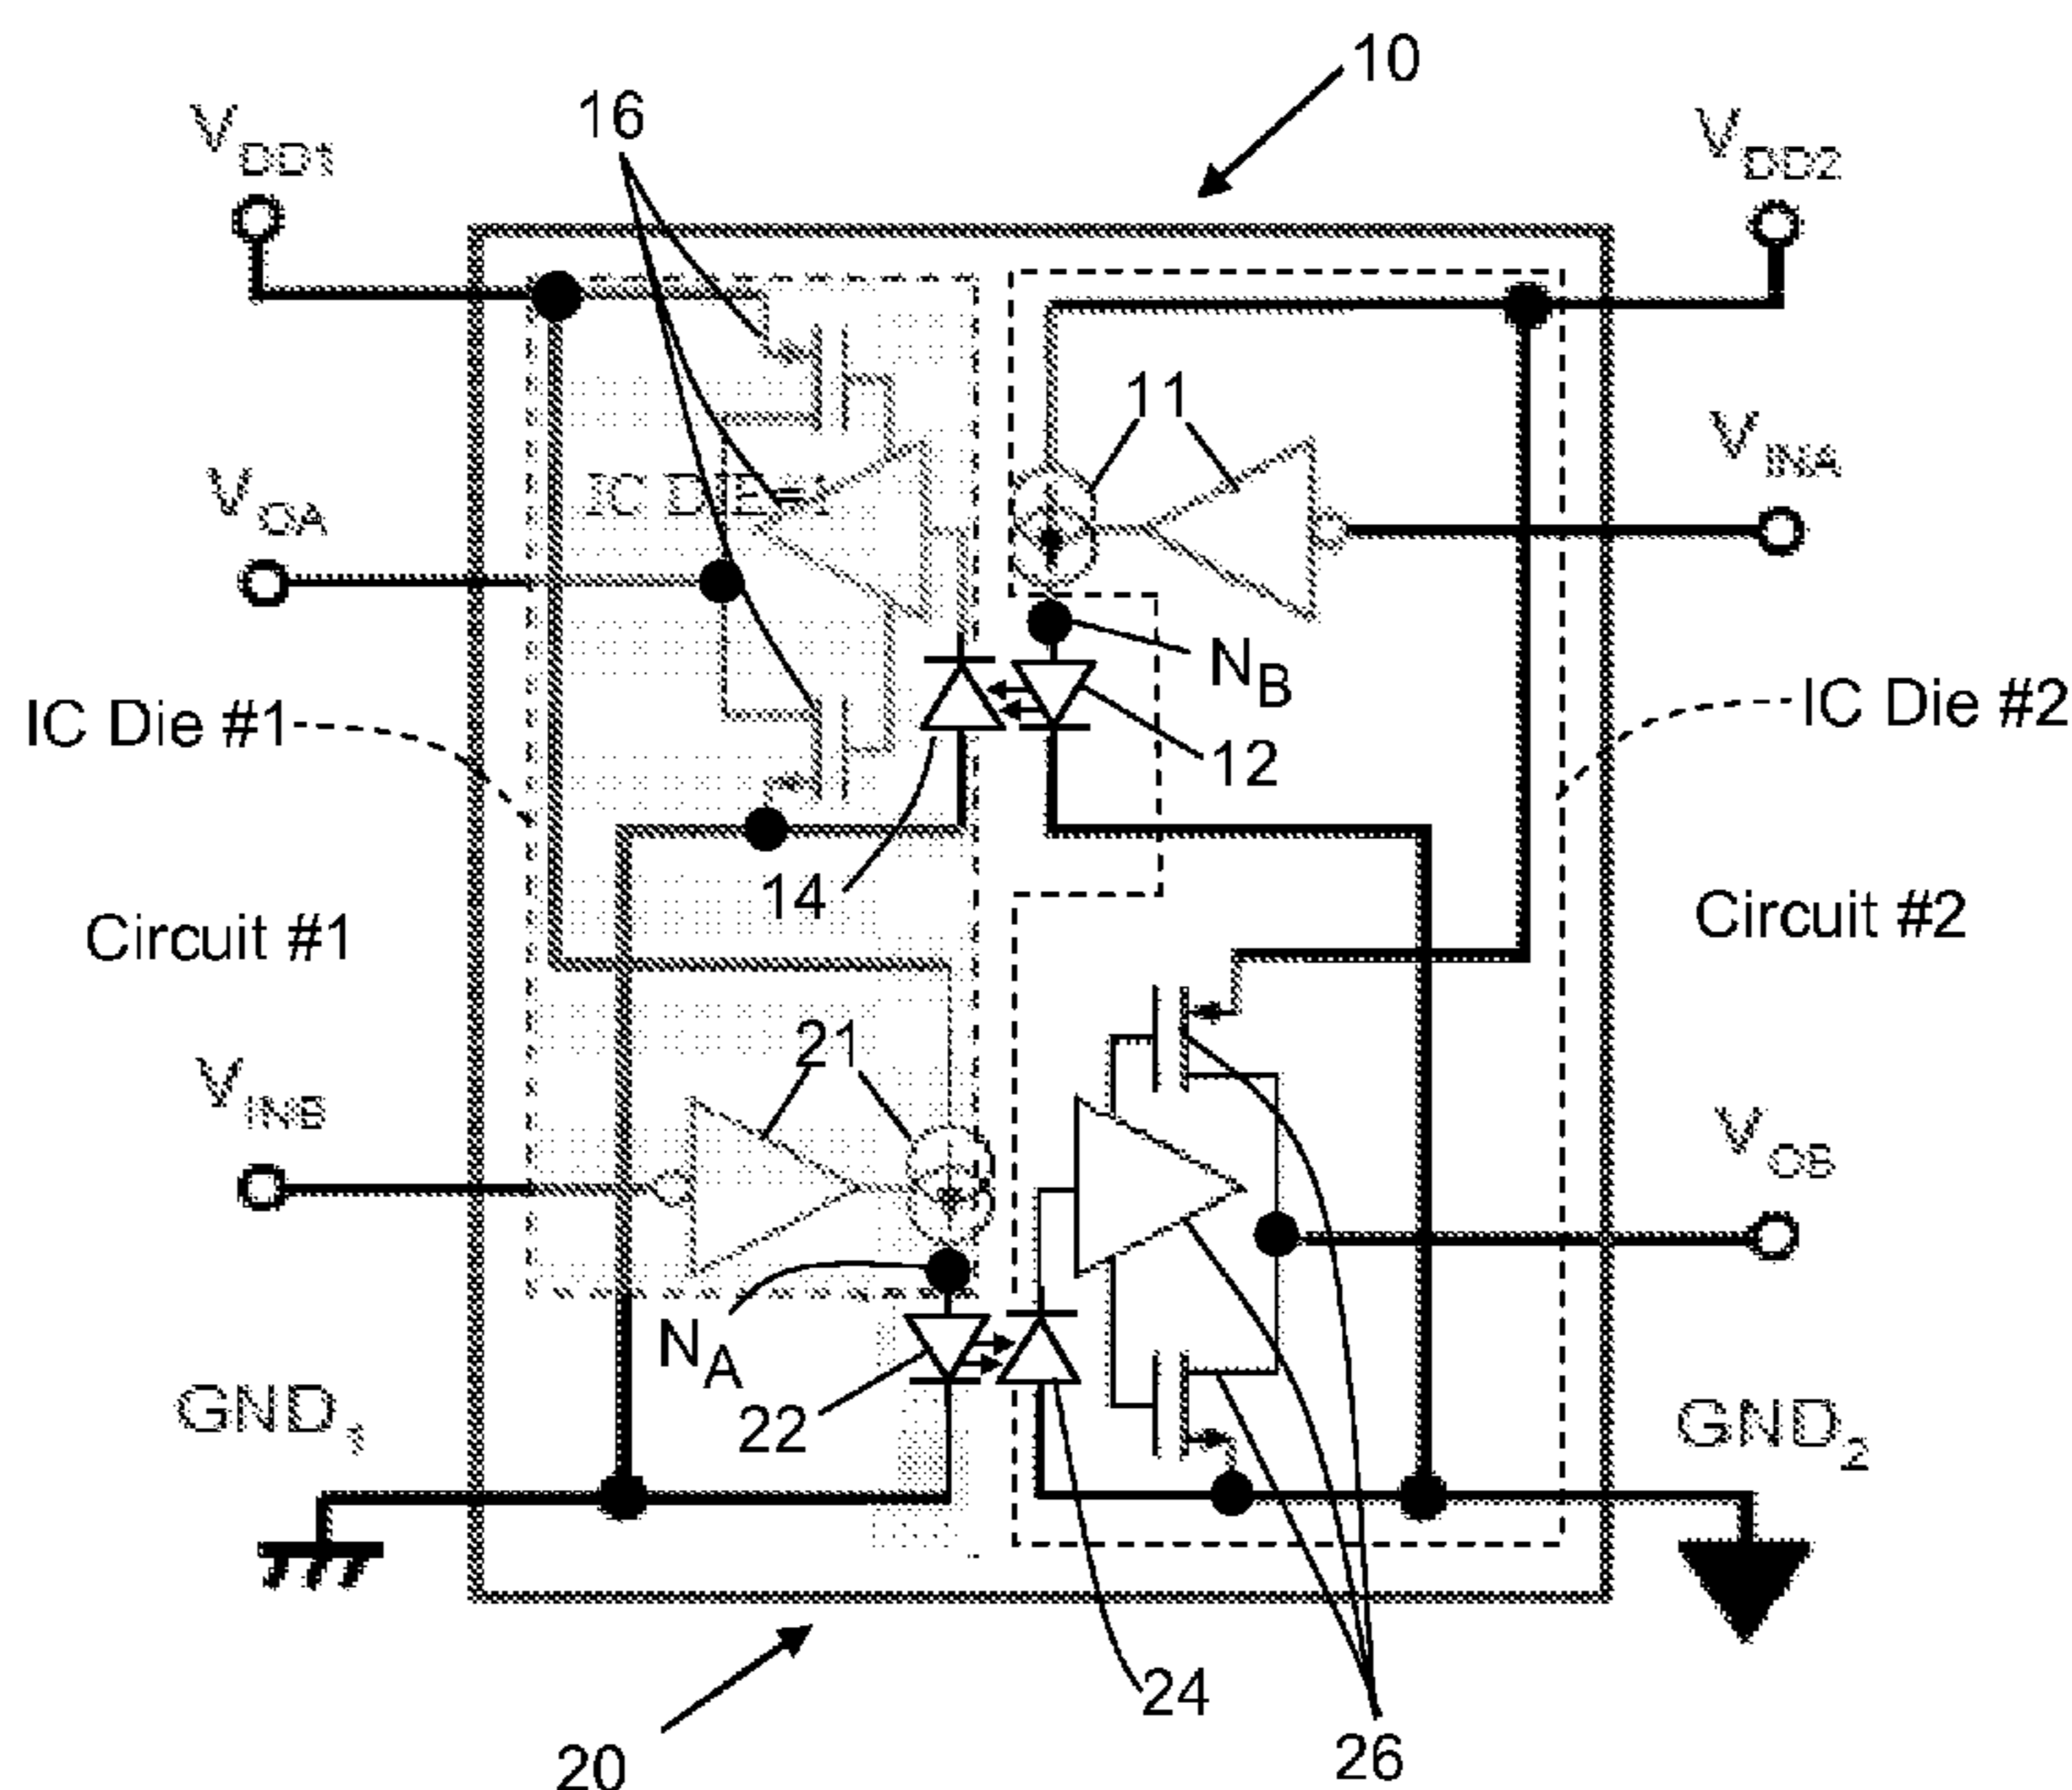 10
16
VDD1
VDD2
11
VINA
VOA
IC DIE #1
NB
IC Die #1
IC Die #2
12
14
Circuit #1
Circuit #2
21
VINB
VOB
NA
22
GND1
GND2
24
26
20